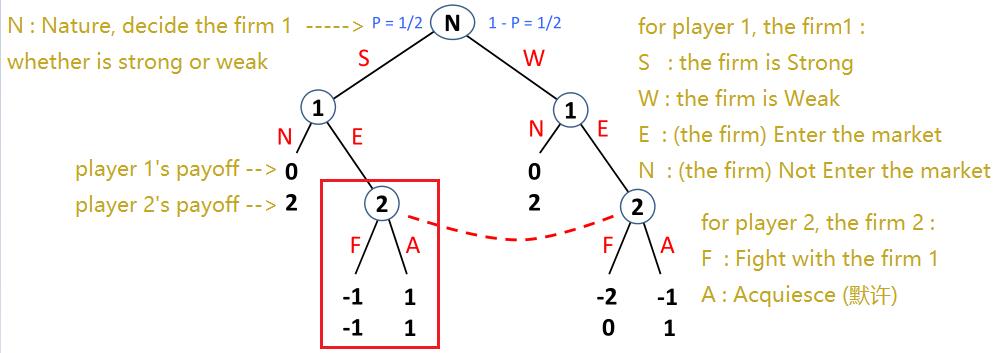 N : Nature, decide the firm 1 -----> P = 1/2 N 1 - P = 1/2
whether is strong or weak
for player 1, the firm1 :
S : the firm is Strong
W : the firm is Weak
E : (the firm) Enter the market
N : (the firm) Not Enter the market
S W
1 1
N E N E
player 1's payoff --> 0 0
player 2's payoff --> 2 2
2 2
for player 2, the firm 2 :
F : Fight with the firm 1
A : Acquiesce (默许)
F A F A
-1 1 -2 -1
-1 1 0 1